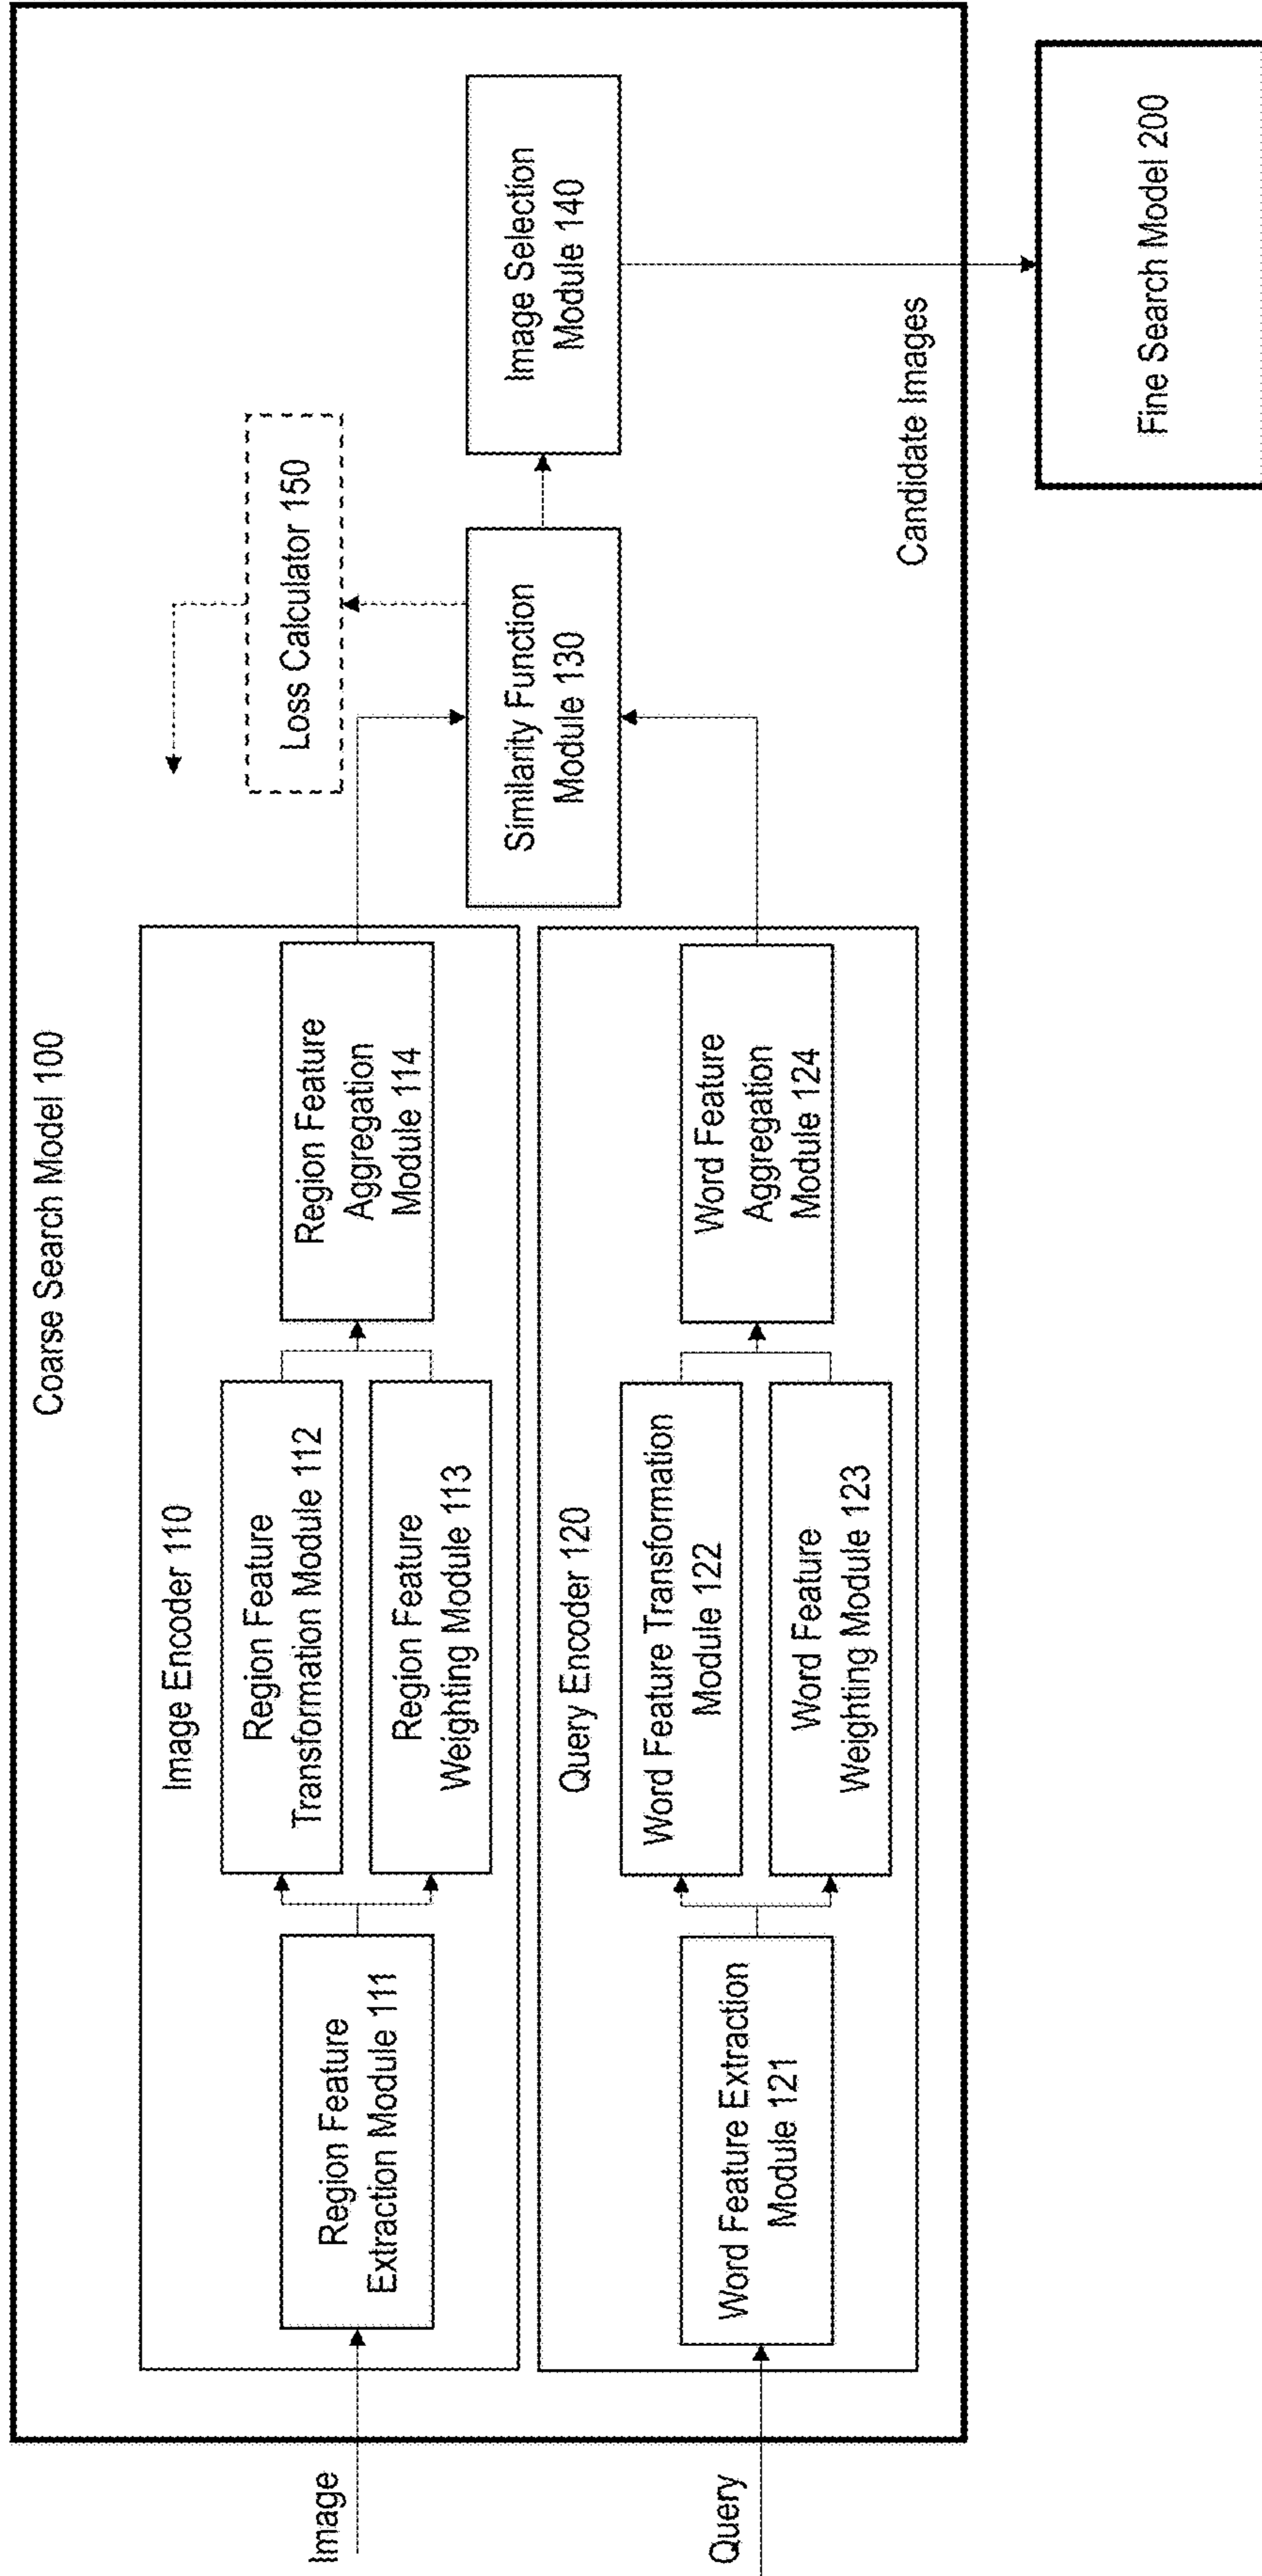 Coarse Search Model 100
Image
Image Encoder 110
Region Feature
Extraction Module 111
Region Feature
Transformation Module 112
Region Feature
Weighting Module 113
Region Feature
Aggregation
Module 114
Query
Query Encoder 120
Word Feature Extraction
Module 121
Word Feature Transformation
Module 122
Word Feature
Weighting Module 123
Word Feature
Aggregation
Module 124
Loss Calculator 150
Similarity Function
Module 130
Image Selection
Module 140
Candidate Images
Fine Search Model 200